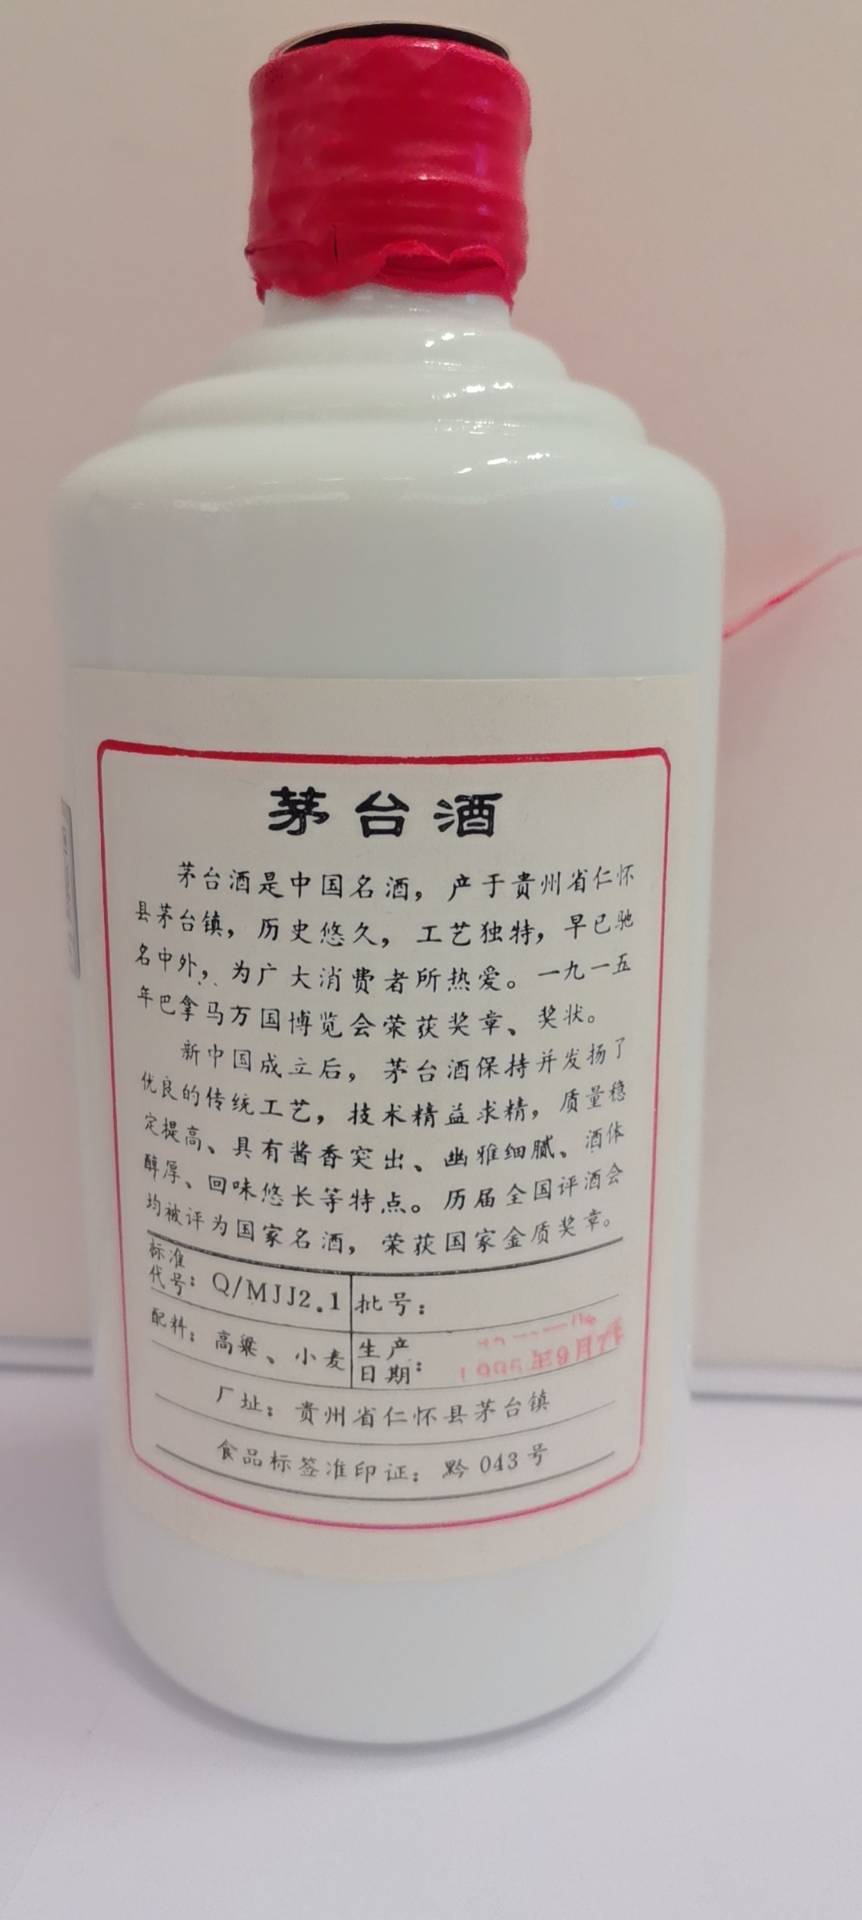 茅台酒
茅台酒是中国名酒，产于贵州省仁怀
县茅台镇，历史悠久，工艺独特，早已驰
名中外，为广大消费者所热爱。一九一五
年巴拿马万国博览会荣获奖章、奖状。
新中国成立后，茅台酒保持并发扬了
优良的传统工艺，技术精益求精，质量稳
定提高、具有酱香突出、幽雅细腻、酒体
醇厚、回味悠长等特点。历届全国评酒会
均被评为国家名酒，荣获国家金质奖章。
标准代号：Q/MJJ2.1 批号：
配料：高粱、小麦 生产日期：年9月7
厂址：贵州省仁怀县茅台镇
食品标签准印证：黔043号